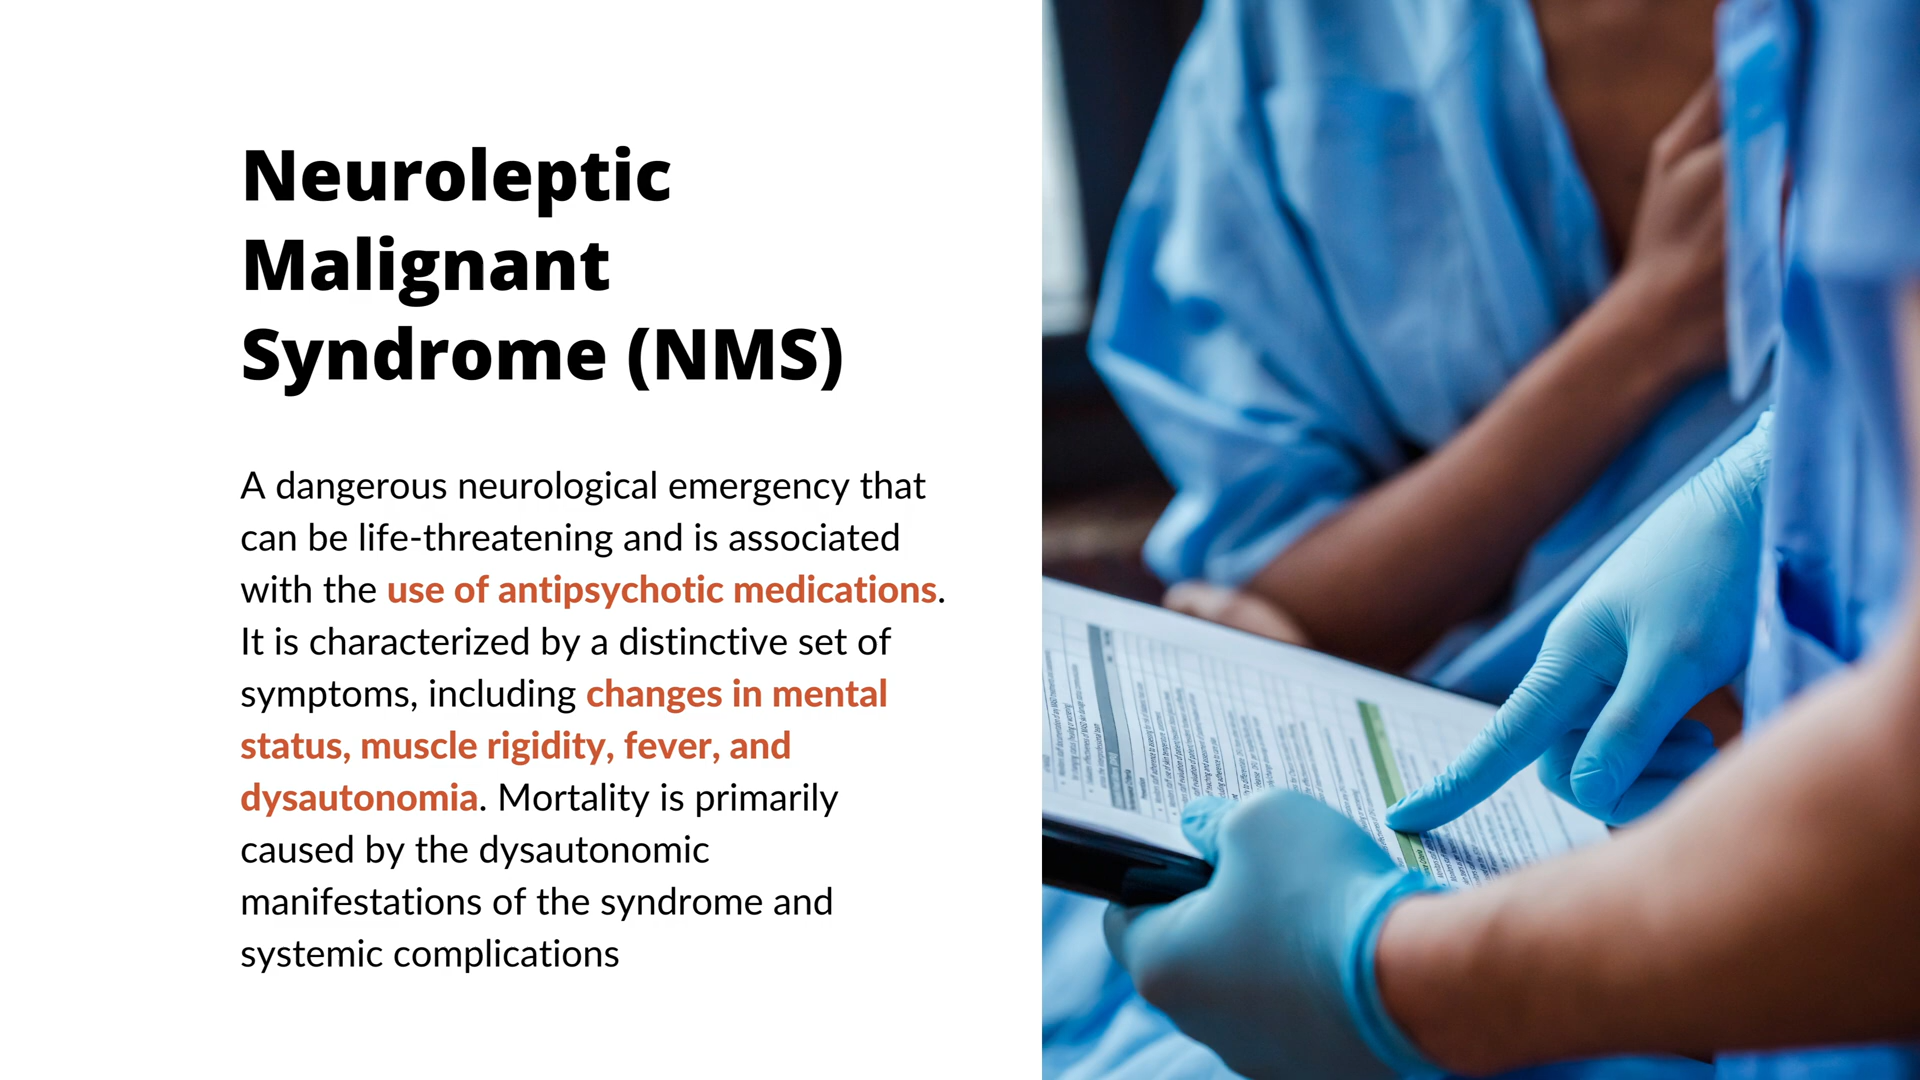 Neuroleptic
Malignant
Syndrome (NMS)
A dangerous neurological emergency that
can be life-threatening and is associated
with the use of antipsychotic medications.
It is characterized by a distinctive set of
symptoms, including changes in mental
status, muscle rigidity, fever, and
dysautonomia. Mortality is primarily
caused by the dysautonomic
manifestations of the syndrome and
systemic complications